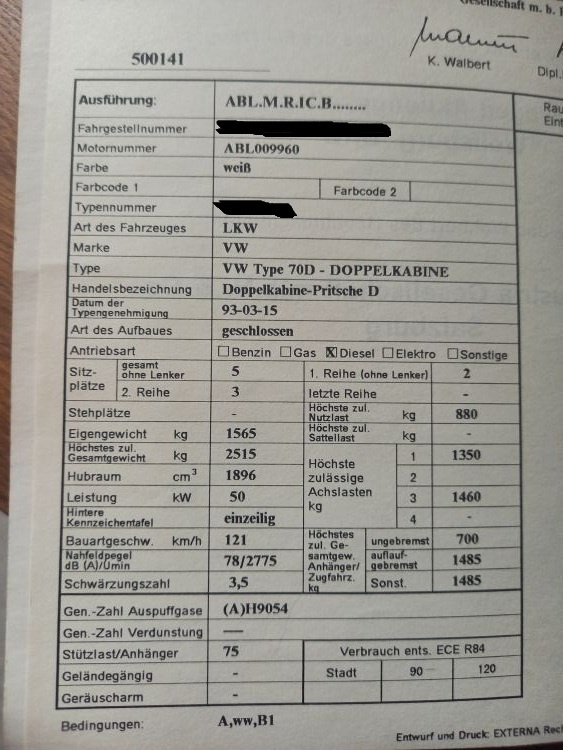 Gesellschaft m. b.
K. Walbert
Dipl.
500141
Ausführung: ABL.M.R.IC.B........
Fahrgestellnummer
Motornummer ABL009960
Farbe weiß
Farbcode 1 Farbcode 2
Typennummer
Art des Fahrzeuges LKW
Marke VW
Type VW Type 70D - DOPPELKABINE
Handelsbezeichnung Doppelkabine-Pritsche D
Datum der Typengenehmigung 93-03-15
Art des Aufbaues geschlossen
Antriebsart Benzin Gas X Diesel Elektro Sonstige
Sitz-plätze gesamt ohne Lenker 5 1. Reihe (ohne Lenker) 2
2. Reihe 3 letzte Reihe -
Stehplätze - Höchste zul. Nutzlast kg 880
Eigengewicht kg 1565 Höchste zul. Sattellast kg -
Höchstes zul. Gesamtgewicht kg 2515 Höchste zulässige Achslasten kg 1 1350
Hubraum cm³ 1896 2
Leistung kW 50 3 1460
Hintere Kennzeichentafel einzeilig 4 -
Bauartgeschw. km/h 121 Höchstes zul. Ge-samtgew. Anhänger/Zugfahrz. kg ungebremst 700
Nahfeldpegel dB (A)/Umin 78/2775 auflauf-gebremst 1485
Schwärzungszahl 3,5 Sonst. 1485
Gen.-Zahl Auspuffgase (A)H9054
Gen.-Zahl Verdunstung —
Stützlast/Anhänger 75 Verbrauch ents. ECE R84
Geländegängig - Stadt 90 120
Geräuscharm -
Bedingungen: A,ww,B1
Entwurf und Druck: EXTERNA